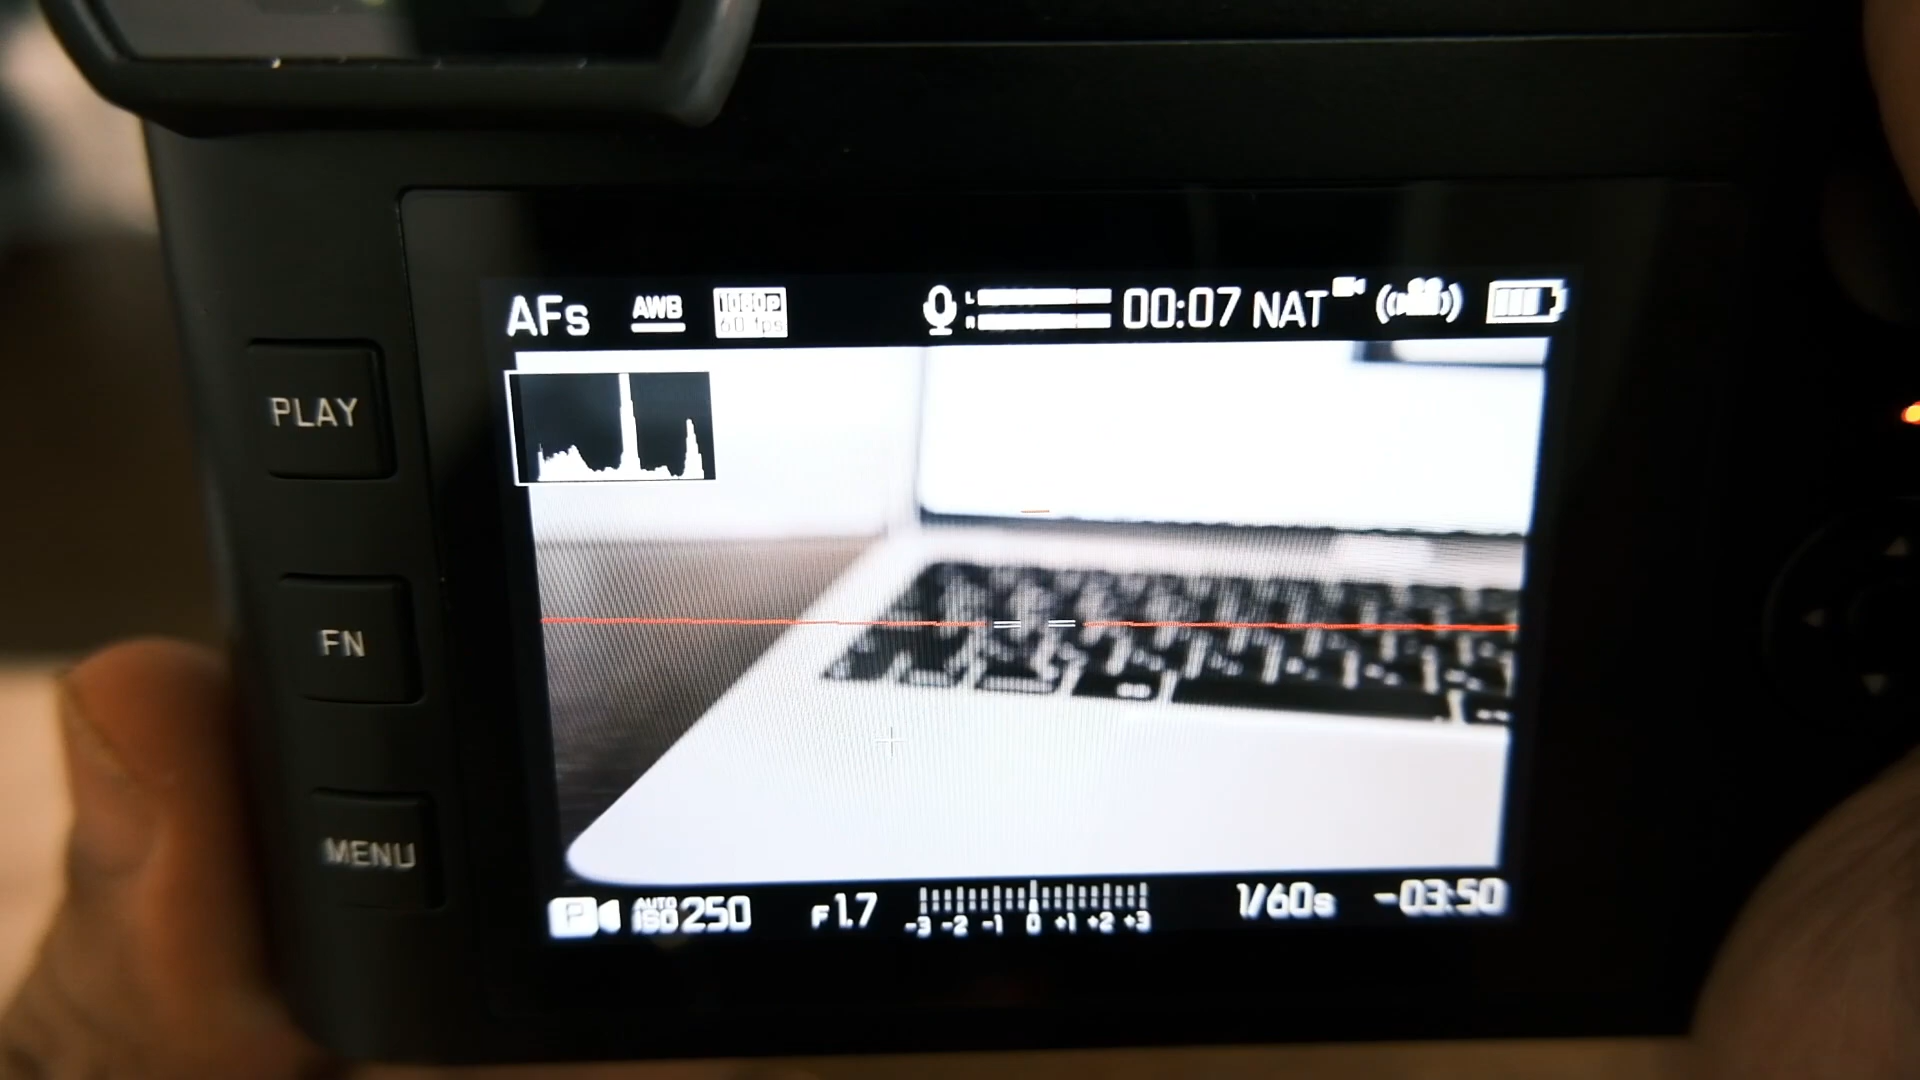 AFs AWB 1080p 60 fps L R 00:07 NAT
PLAY
FN
MENU
P AUTO ISO 250 F1.7 -3 -2 -1 0 +1 +2 +3 1/60s -03:50